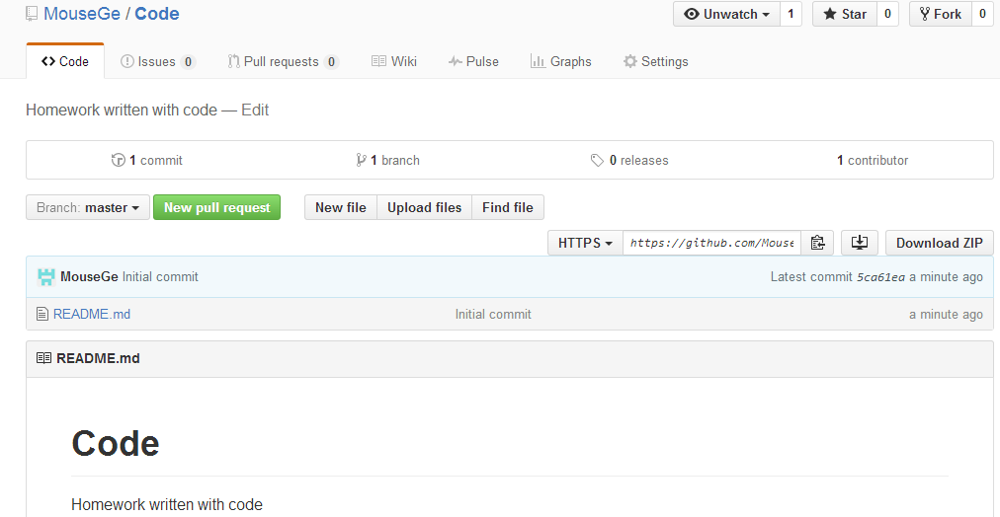 MouseGe / Code Unwatch 1 Star 0 Fork 0
Code Issues 0 Pull requests 0 Wiki Pulse Graphs Settings
Homework written with code — Edit
1 commit 1 branch 0 releases 1 contributor
Branch: master New pull request New file Upload files Find file
HTTPS https://github.com/Mouse Download ZIP
MouseGe Initial commit Latest commit 5ca61ea a minute ago
README.md Initial commit a minute ago
README.md
Code
Homework written with code